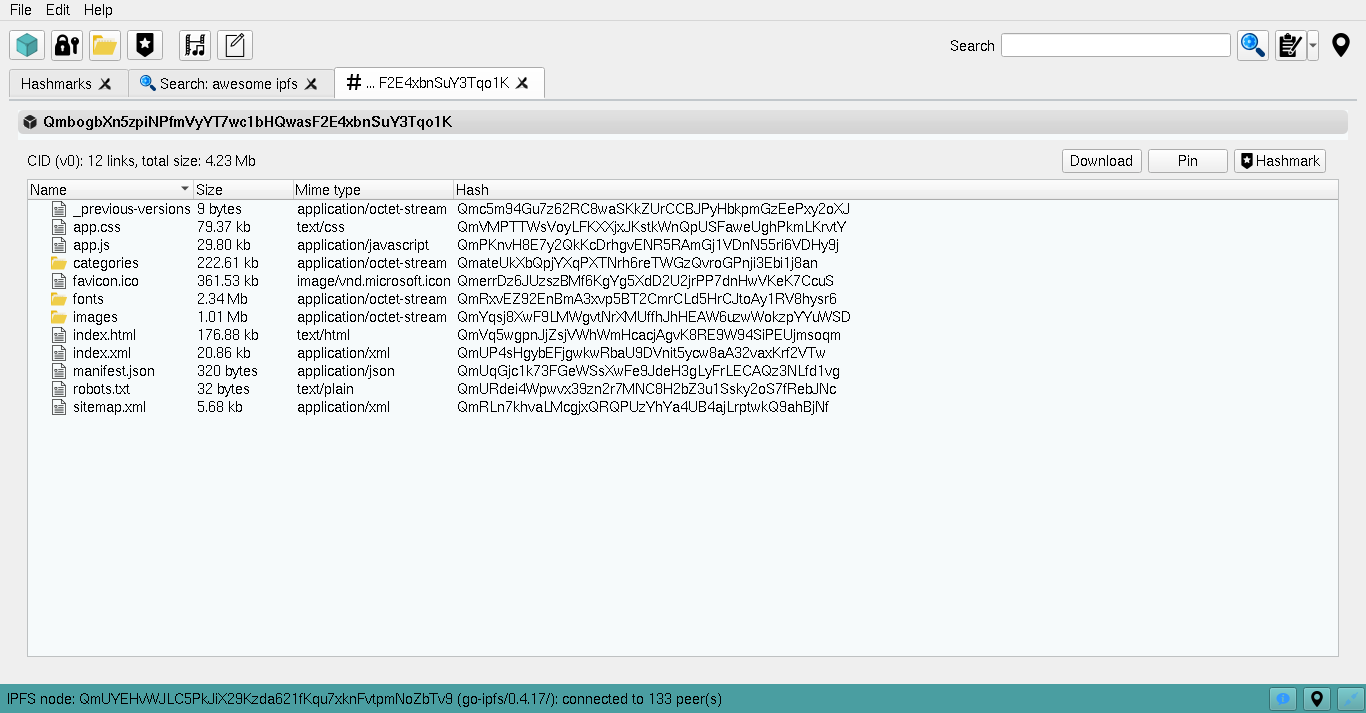 File Edit Help
Search
Hashmarks Search: awesome ipfs # ... F2E4xbnSuY3Tqo1K
QmbogbXn5zpiNPfmVyYT7wc1bHQwasF2E4xbnSuY3Tqo1K
CID (v0): 12 links, total size: 4.23 Mb Download Pin Hashmark
Name Size Mime type Hash
_previous-versions 9 bytes application/octet-stream Qmc5m94Gu7z62RC8waSKkZUrCCBJPyHbkpmGzEePxy2oXJ
app.css 79.37 kb text/css QmVMPTTWsVoyLFKXXjxJKstkWnQpUSFaweUghPkmLKrvtY
app.js 29.80 kb application/javascript QmPKnvH8E7y2QkKcDrhgvENR5RAmGj1VDnN55ri6VDHy9j
categories 222.61 kb application/octet-stream QmateUkXbQpjYXqPXTNrh6reTWGzQvroGPnji3Ebi1j8an
favicon.ico 361.53 kb image/vnd.microsoft.icon QmerrDz6JUzszBMf6KgYg5XdD2U2jrPP7dnHwVKeK7CcuS
fonts 2.34 Mb application/octet-stream QmRxvEZ92EnBmA3xvp5BT2CmrCLd5HrCJtoAy1RV8hysr6
images 1.01 Mb application/octet-stream QmYqsj8XwF9LMWgvtNrXMUffhJhHEAW6uzwWokzpYYuWSD
index.html 176.88 kb text/html QmVq5wgpnJjZsjVWhWmHcacjAgvK8RE9W94SiPEUjmsoqm
index.xml 20.86 kb application/xml QmUP4sHgybEFjgwkwRbaU9DVnit5ycw8aA32vaxKrf2VTw
manifest.json 320 bytes application/json QmUqGjc1k73FGeWSsXwFe9JdeH3gLyFrLECAQz3NLfd1vg
robots.txt 32 bytes text/plain QmURdei4Wpwvx39zn2r7MNC8H2bZ3u1Ssky2oS7fRebJNc
sitemap.xml 5.68 kb application/xml QmRLn7khvaLMcgjxQRQPUzYhYa4UB4ajLrptwkQ9ahBjNf
IPFS node: QmUYEHvWJLC5PkJiX29Kzda621fKqu7xknFvtpmNoZbTv9 (go-ipfs/0.4.17/): connected to 133 peer(s)